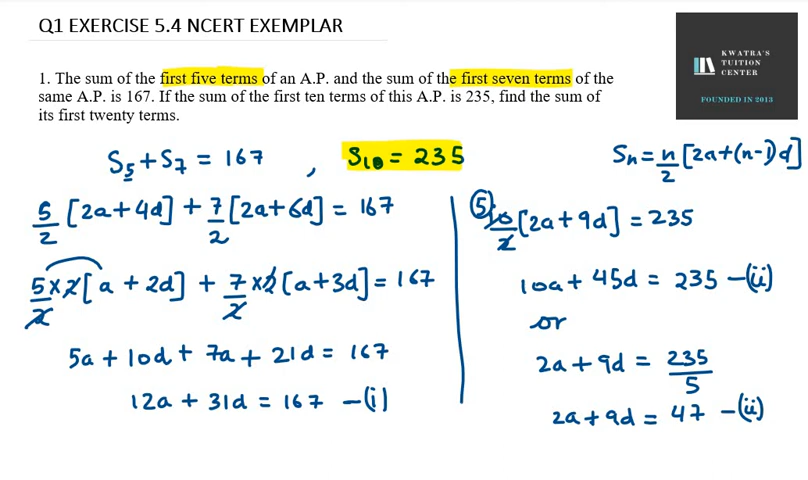 Q1 EXERCISE 5.4 NCERT EXEMPLAR
KWATRA'S
TUITION
CENTER
FOUNDED IN 2013
1. The sum of the first five terms of an A.P. and the sum of the first seven terms of the
same A.P. is 167. If the sum of the first ten terms of this A.P. is 235, find the sum of
its first twenty terms.
S₅ + S₇ = 167 , S₁₀ = 235
Sn = n/2 [2a+(n-1)d]
5/2 [2a+4d] + 7/2 [2a+6d] = 167
5×2/2 [a + 2d] + 7/2 ×2 [a+3d] = 167
5a + 10d + 7a + 21d = 167
12a + 31d = 167 —(i)
⑤ 10/2 [2a+9d] = 235
10a + 45d = 235 —(ii)
or
2a + 9d = 235/5
2a + 9d = 47 —(ii)